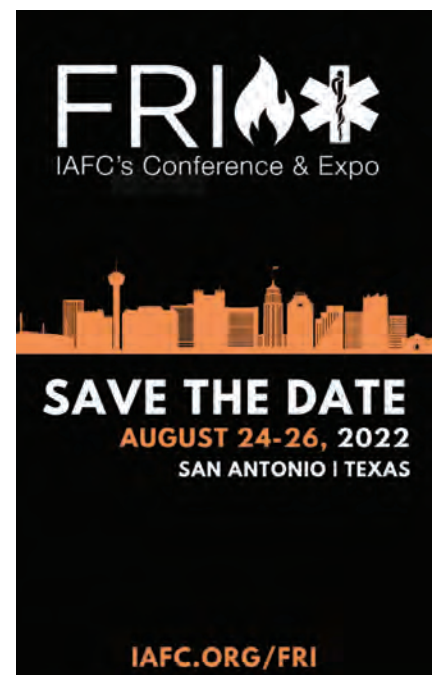 FRI
IAFC's Conference & Expo
SAVE THE DATE
AUGUST 24-26, 2022
SAN ANTONIO | TEXAS
IAFC.ORG/FRI